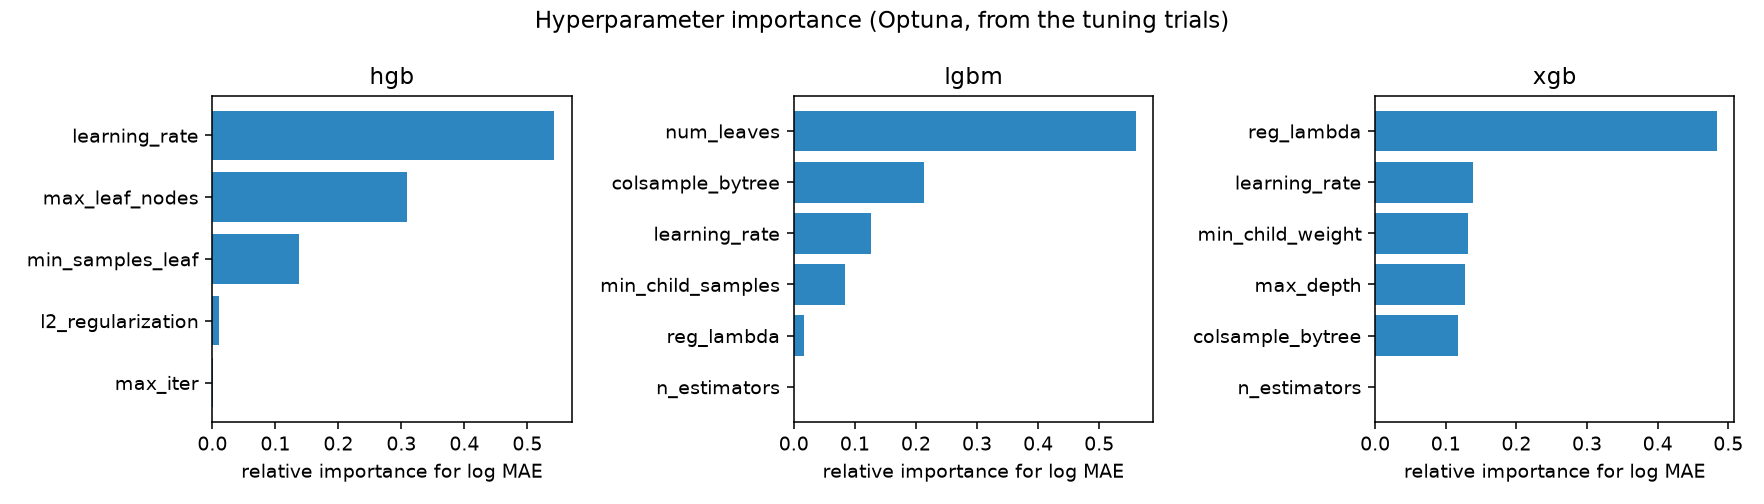 Hyperparameter importance (Optuna, from the tuning trials)
hgb
learning_rate
max_leaf_nodes
min_samples_leaf
l2_regularization
max_iter
0.0 0.1 0.2 0.3 0.4 0.5
relative importance for log MAE
lgbm
num_leaves
colsample_bytree
learning_rate
min_child_samples
reg_lambda
n_estimators
0.0 0.1 0.2 0.3 0.4 0.5
relative importance for log MAE
xgb
reg_lambda
learning_rate
min_child_weight
max_depth
colsample_bytree
n_estimators
0.0 0.1 0.2 0.3 0.4 0.5
relative importance for log MAE